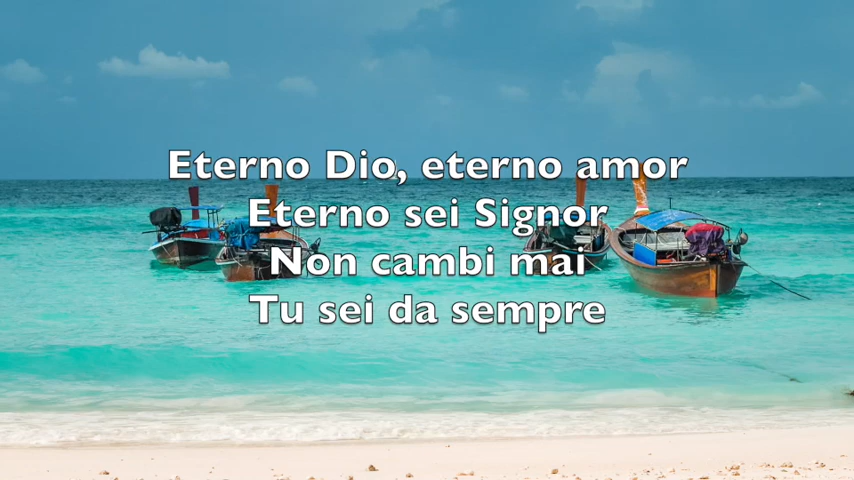 Eterno Dio, eterno amor
Eterno sei Signor
Non cambi mai
Tu sei da sempre